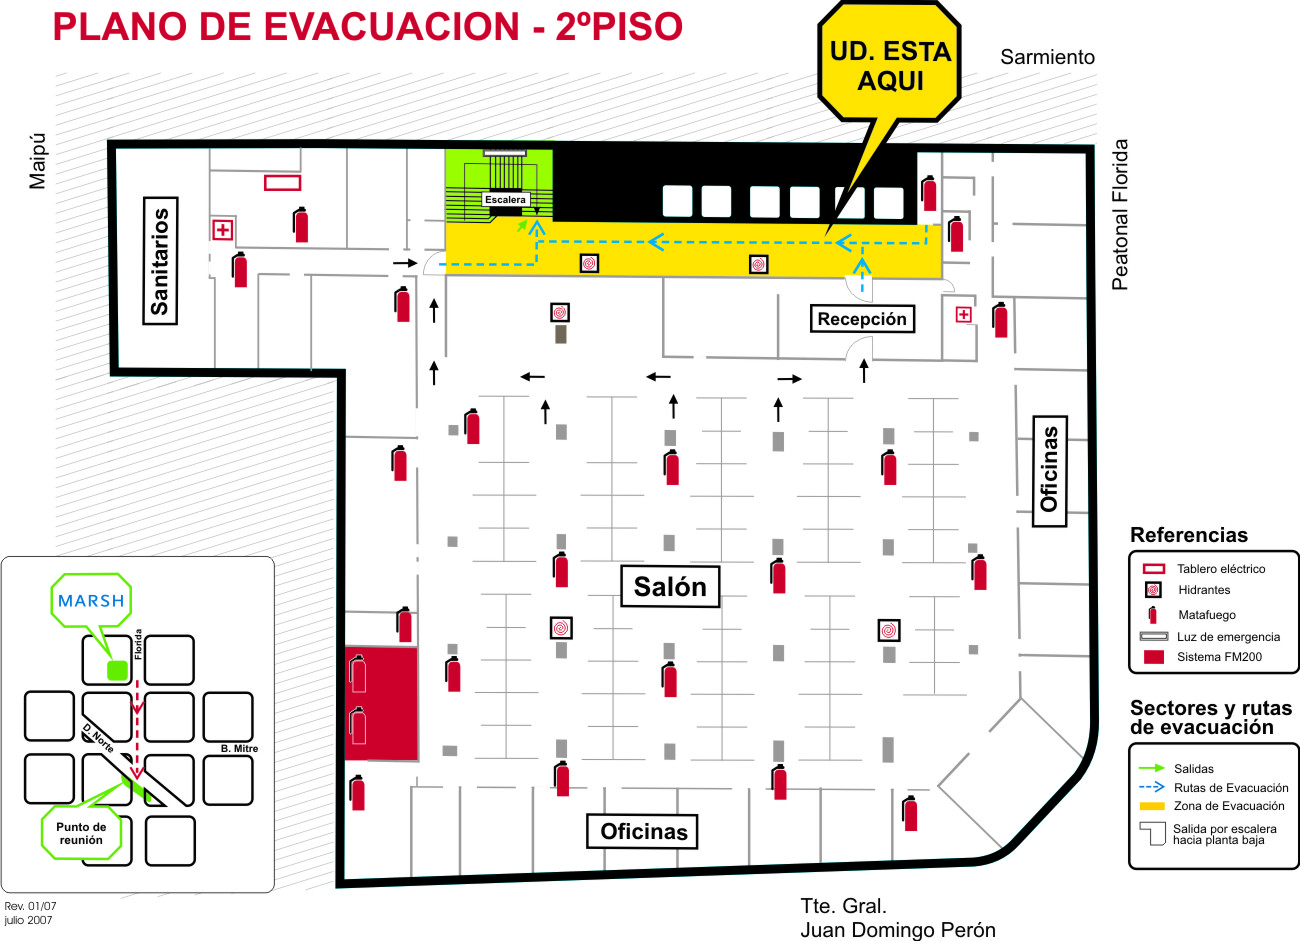 PLANO DE EVACUACION - 2ºPISO
UD. ESTA
AQUI
Sarmiento
Maipú
Peatonal Florida
Escalera
Sanitarios
Recepción
Oficinas
Salón
Oficinas
Referencias
Tablero eléctrico
Hidrantes
Matafuego
Luz de emergencia
Sistema FM200
Sectores y rutas
de evacuación
Salidas
Rutas de Evacuación
Zona de Evacuación
Salida por escalera
hacia planta baja
MARSH
Florida
D. Norte
B. Mitre
Punto de
reunión
Rev. 01/07
julio 2007
Tte. Gral.
Juan Domingo Perón